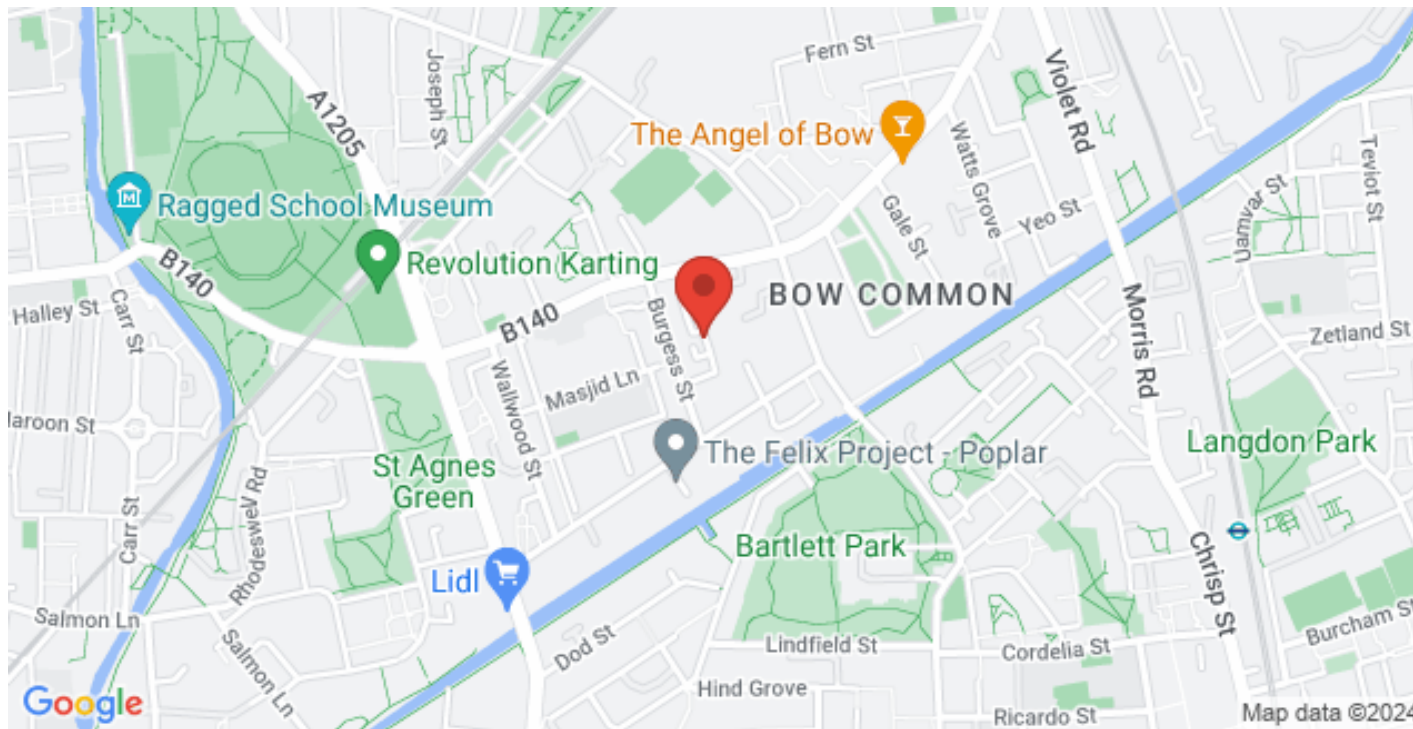 Fern St
Joseph St
A1205
Violet Rd
The Angel of Bow
Watts Grove
Teviot St
Ragged School Museum
Gale St
Yeo St
Uamvar St
B140
Revolution Karting
BOW COMMON
Halley St
Carr St
B140
Burgess St
Morris Rd
Zetland St
Masjid Ln
Wallwood St
aroon St
The Felix Project - Poplar
Langdon Park
St Agnes
Green
Rhodeswell Rd
Carr St
Bartlett Park
Chrisp St
Lidl
Salmon Ln
Salmon Ln
Dod St
Lindfield St
Cordelia St
Burcham St
Hind Grove
Ricardo St
Google
Map data ©2024